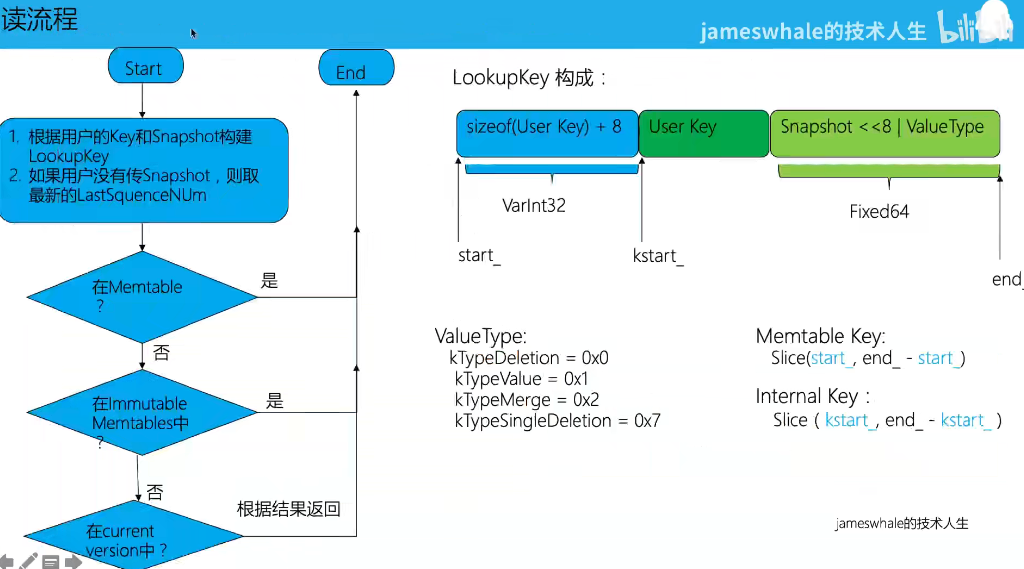 读流程
jameswhale的技术人生 bilibili
Start
End
1. 根据用户的Key和Snapshot构建
LookupKey
2. 如果用户没有传Snapshot，则取
最新的LastSquenceNUm
在Memtable
？
是
否
在Immutable
Memtables中
？
是
否
在current
version中？
根据结果返回
LookupKey 构成：
sizeof(User Key) + 8
User Key
Snapshot <<8 | ValueType
VarInt32
Fixed64
start_
kstart_
end_
ValueType:
kTypeDeletion = 0x0
kTypeValue = 0x1
kTypeMerge = 0x2
kTypeSingleDeletion = 0x7
Memtable Key:
Slice(start_, end_ - start_)
Internal Key：
Slice ( kstart_, end_ - kstart_ )
jameswhale的技术人生